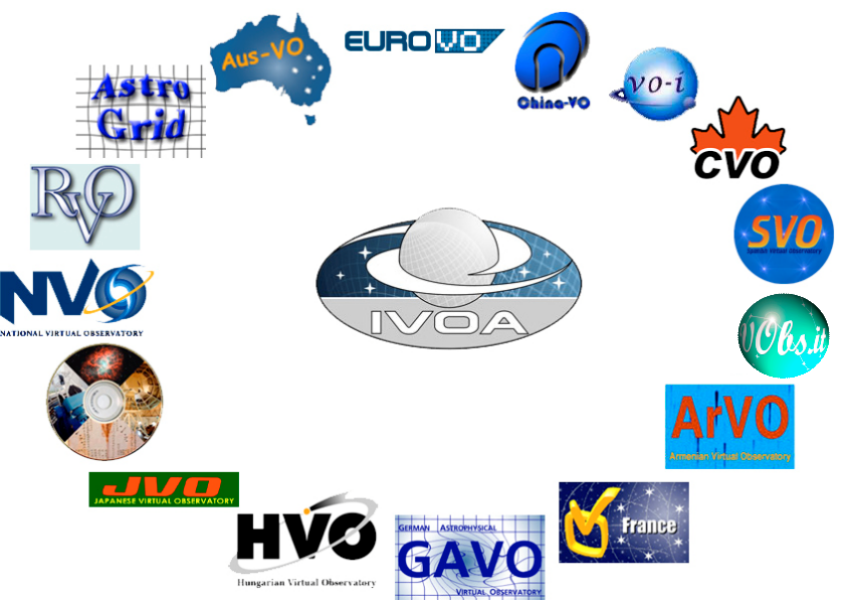 Aus-VO
EURO VO
China-VO
vo-i
Astro
Grid
CVO
RVO
SVO
NVO
NATIONAL VIRTUAL OBSERVATORY
IVOA
VObs.it
ArVO
Armenian Virtual Observatory
JVO
JAPANESE VIRTUAL OBSERVATORY
HVO
Hungarian Virtual Observatory
GERMAN ASTROPHYSICAL
GAVO
VIRTUAL OBSERVATORY
France